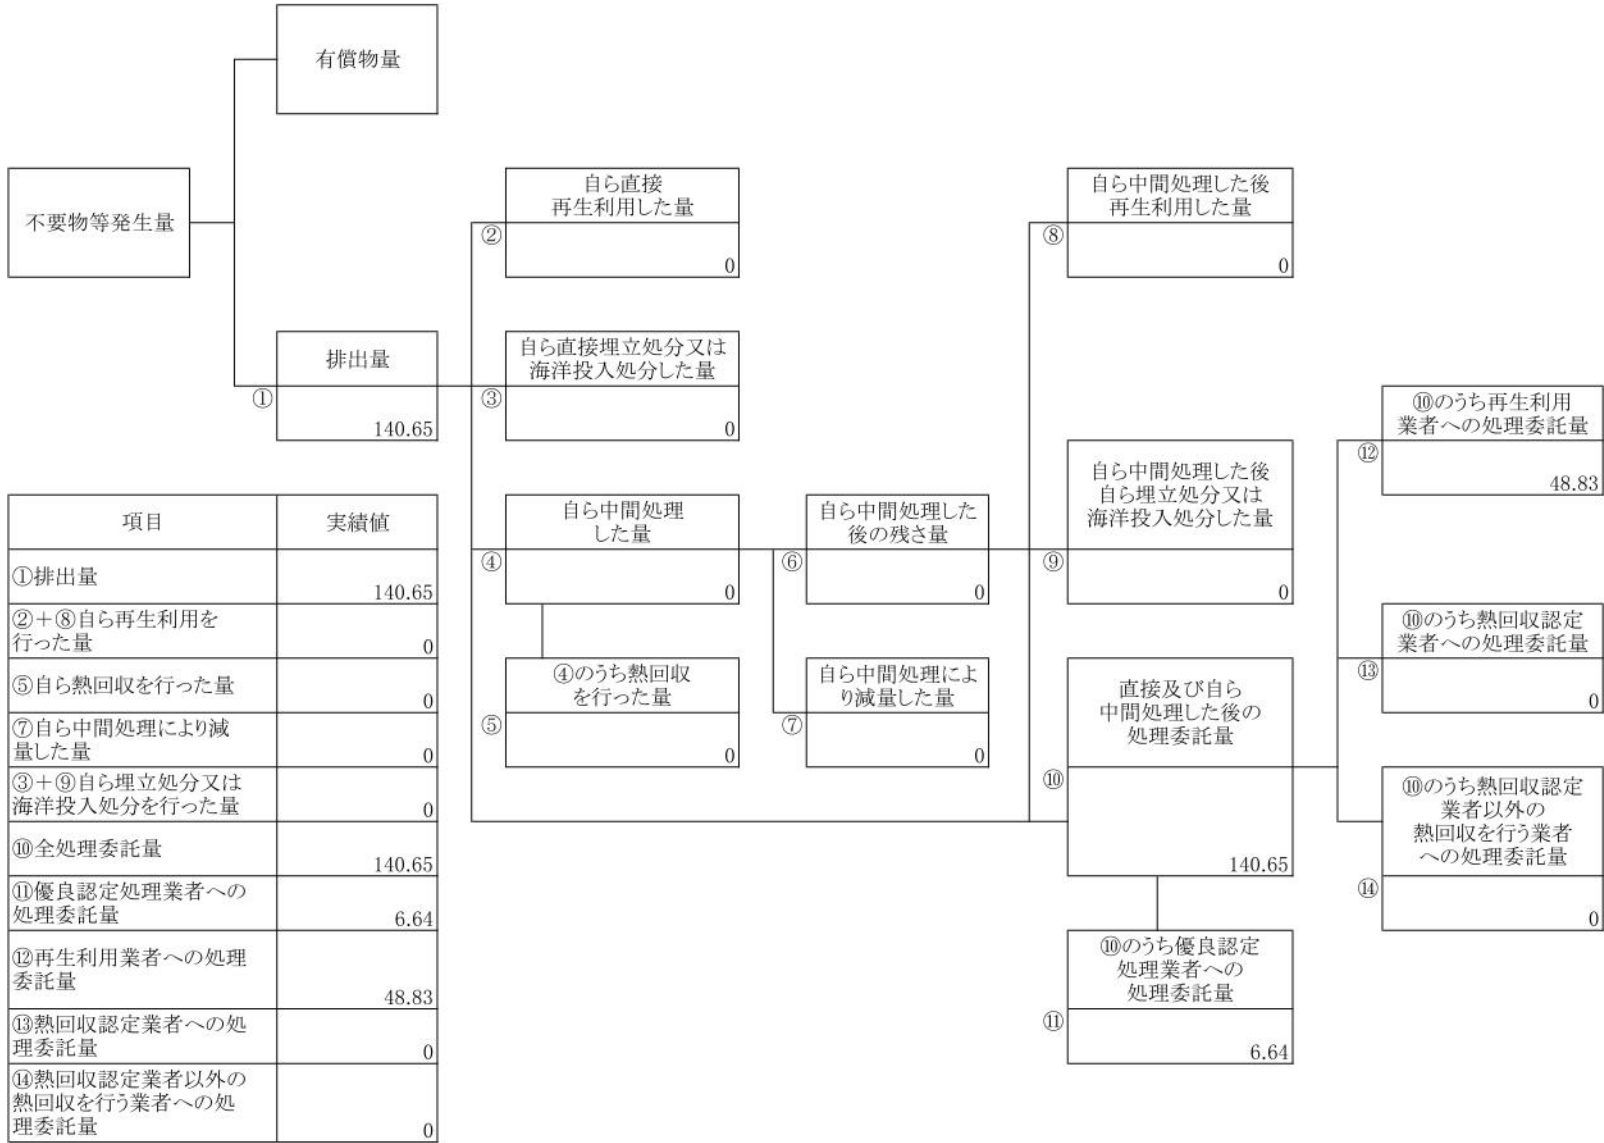 有償物量
不要物等発生量
排出量
①
140.65
自ら直接
再生利用した量
②
0
自ら直接埋立処分又は
海洋投入処分した量
③
0
自ら中間処理
した量
④
0
④のうち熱回収
を行った量
⑤
0
自ら中間処理した
後の残さ量
⑥
0
自ら中間処理によ
り減量した量
⑦
0
自ら中間処理した後
再生利用した量
⑧
0
自ら中間処理した後
自ら埋立処分又は
海洋投入処分した量
⑨
0
直接及び自ら
中間処理した後の
処理委託量
⑩
140.65
⑩のうち優良認定
処理業者への
処理委託量
⑪
6.64
⑩のうち再生利用
業者への処理委託量
⑫
48.83
⑩のうち熱回収認定
業者への処理委託量
⑬
0
⑩のうち熱回収認定
業者以外の
熱回収を行う業者
への処理委託量
⑭
0
項目 実績値
①排出量
140.65
②＋⑧自ら再生利用を
行った量
0
⑤自ら熱回収を行った量
0
⑦自ら中間処理により減
量した量
0
③＋⑨自ら埋立処分又は
海洋投入処分を行った量
0
⑩全処理委託量
140.65
⑪優良認定処理業者への
処理委託量
6.64
⑫再生利用業者への処理
委託量
48.83
⑬熱回収認定業者への処
理委託量
0
⑭熱回収認定業者以外の
熱回収を行う業者への処
理委託量
0